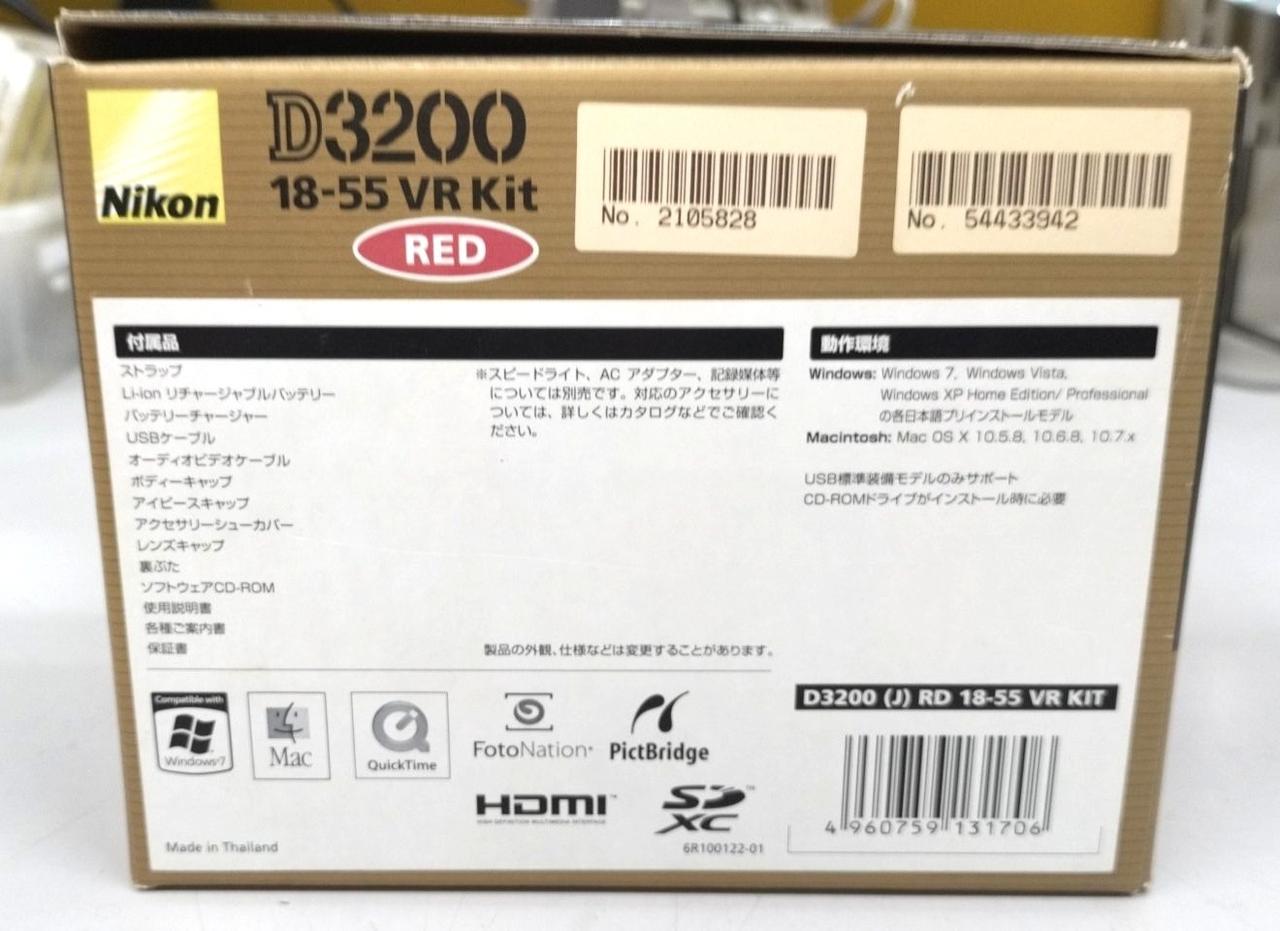 Nikon
D3200
18-55 VR Kit
RED
No. 2105828
No. 54433942
付属品
ストラップ
Li-ion リチャージャブルバッテリー
バッテリーチャージャー
USBケーブル
オーディオビデオケーブル
ボディーキャップ
アイピースキャップ
アクセサリーシューカバー
レンズキャップ
裏ぶた
ソフトウェアCD-ROM
使用説明書
各種ご案内書
保証書
※スピードライト、AC アダプター、記録媒体等
については別売です。対応のアクセサリーに
ついては、詳しくはカタログなどでご確認く
ださい。
製品の外観、仕様などは変更することがあります。
動作環境
Windows: Windows 7, Windows Vista,
Windows XP Home Edition/ Professional
の各日本語プリインストールモデル
Macintosh: Mac OS X 10.5.8, 10.6.8, 10.7.x
USB標準装備モデルのみサポート
CD-ROMドライブがインストール時に必要
Compatible with
Windows 7
Mac
QuickTime
FotoNation
PictBridge
HDMI
HIGH-DEFINITION MULTIMEDIA INTERFACE
SD XC
Made in Thailand
6R100122-01
D3200 (J) RD 18-55 VR KIT
4 960759 131706